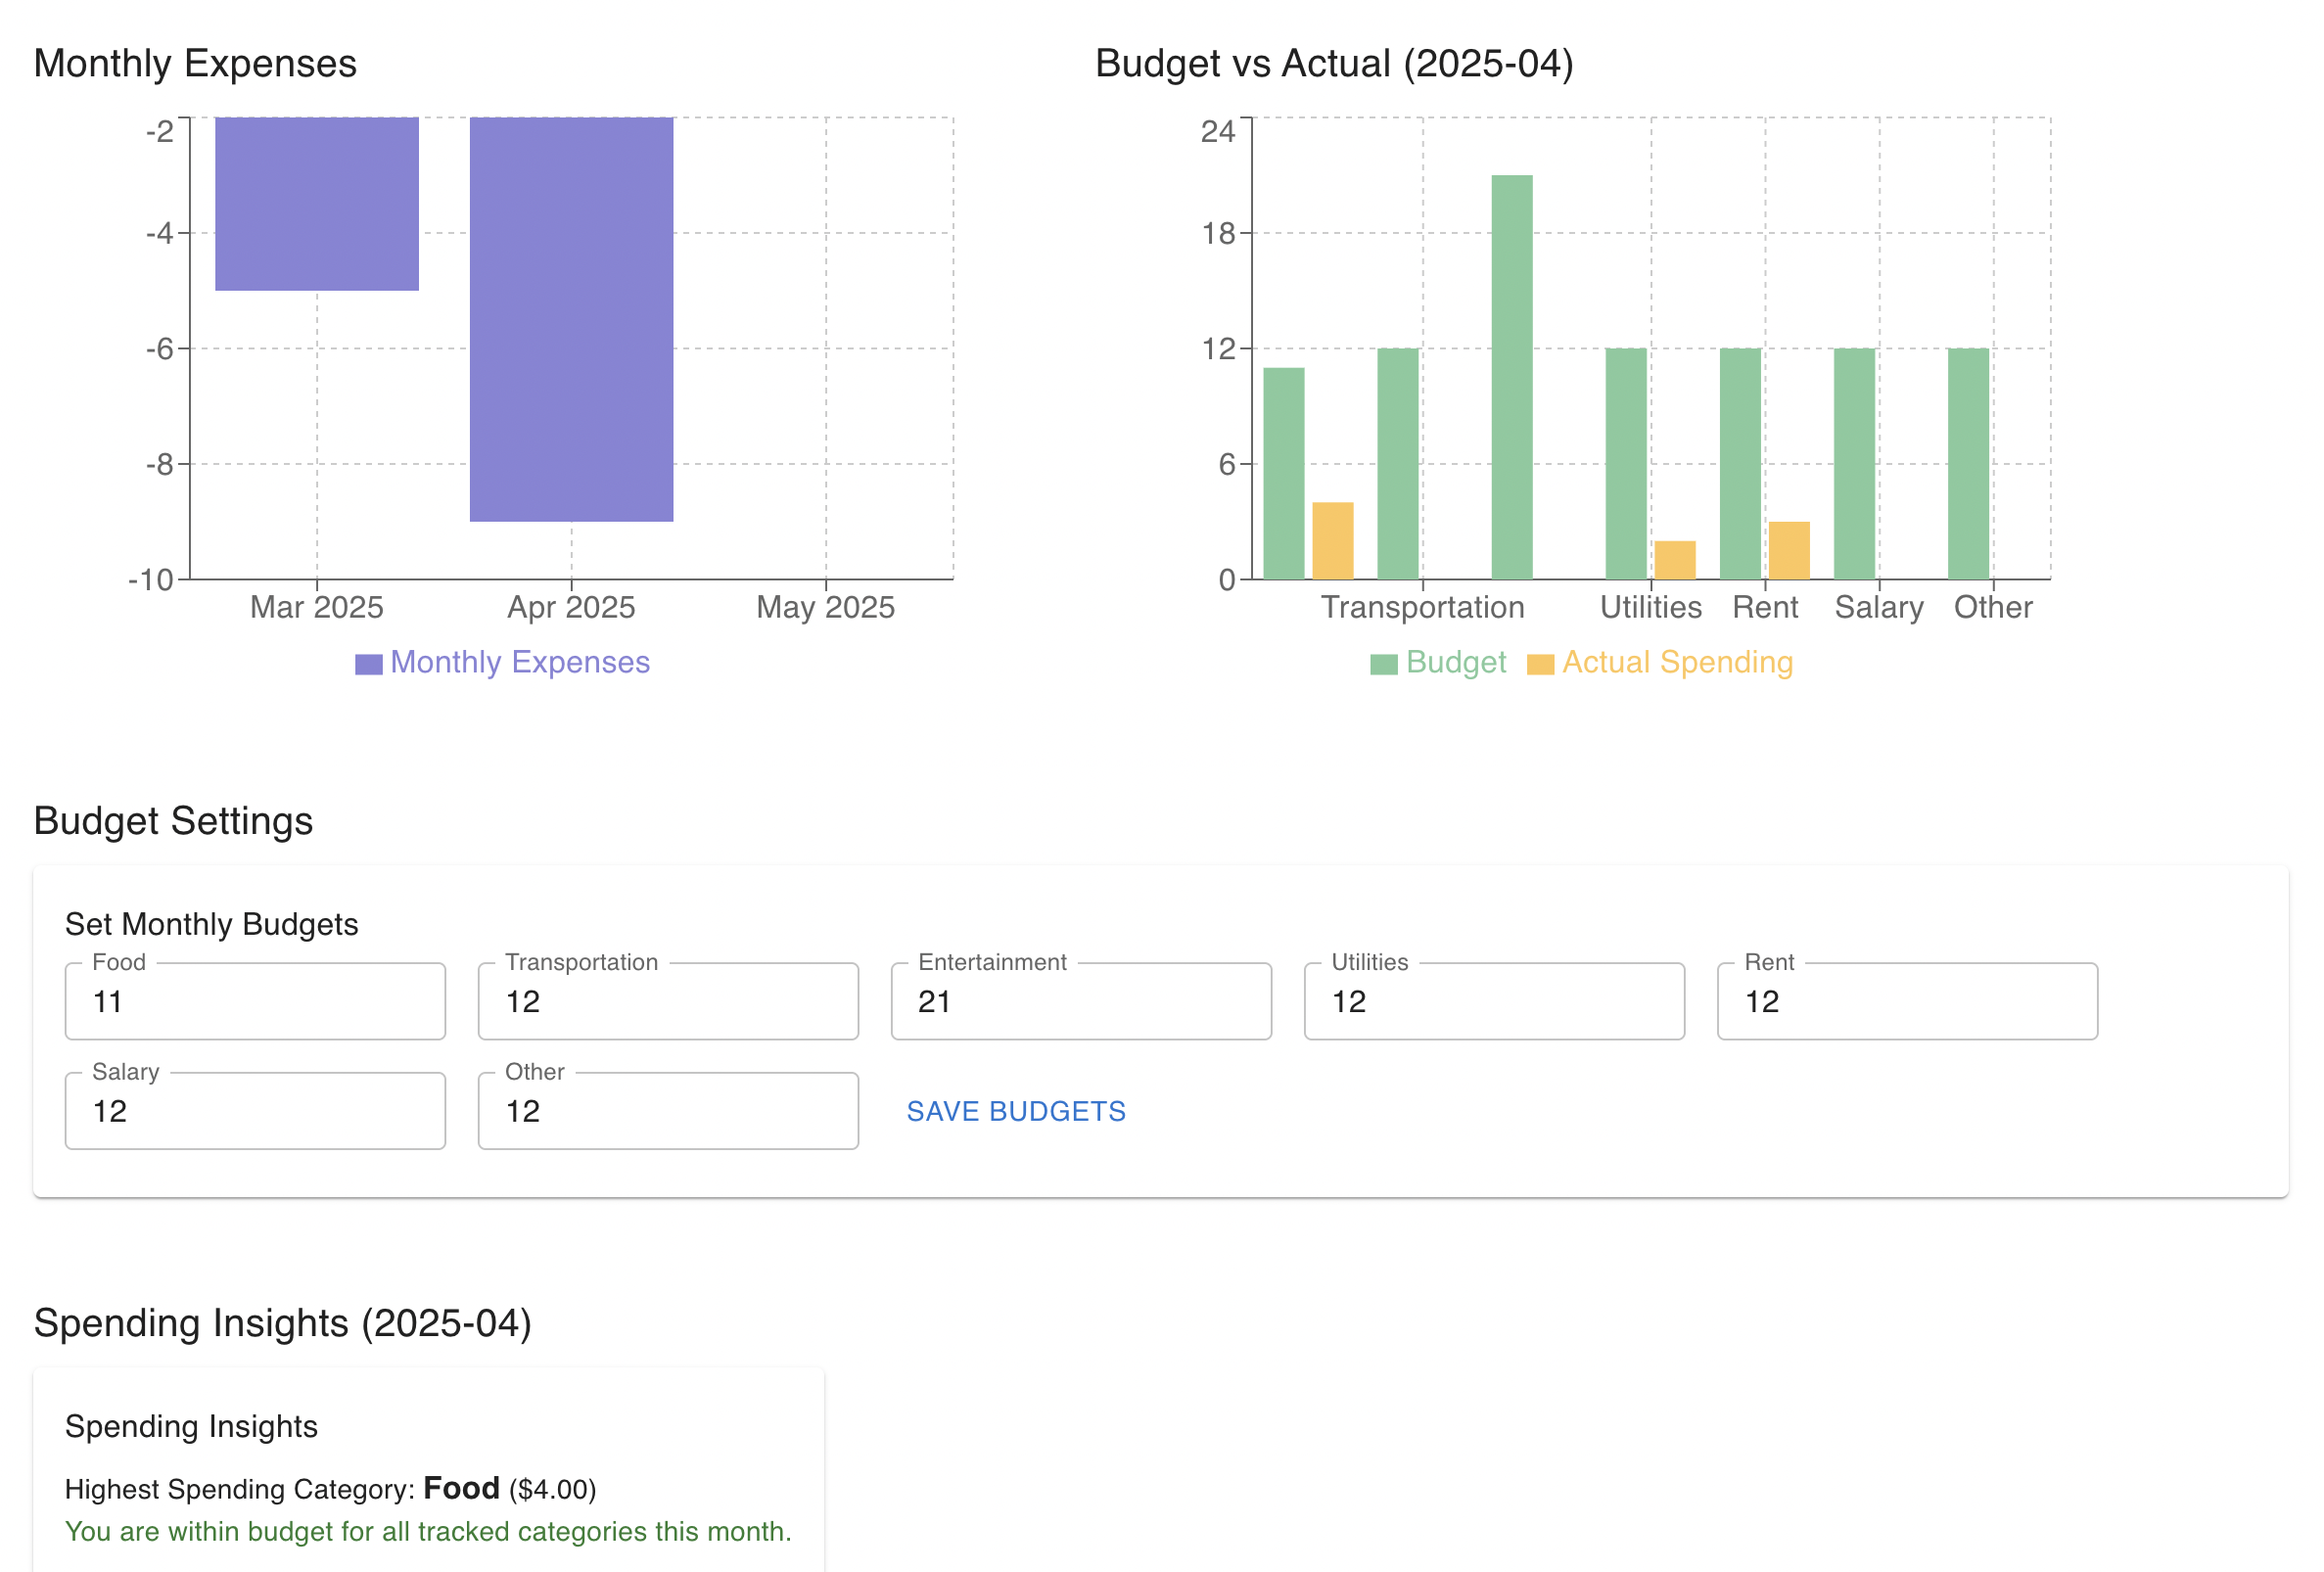 Monthly Expenses
-2
-4
-6
-8
-10
Mar 2025 Apr 2025 May 2025
Monthly Expenses
Budget vs Actual (2025-04)
24
18
12
6
0
Transportation Utilities Rent Salary Other
Budget Actual Spending
Budget Settings
Set Monthly Budgets
Food Transportation Entertainment Utilities Rent
11 12 21 12 12
Salary Other
12 12 SAVE BUDGETS
Spending Insights (2025-04)
Spending Insights
Highest Spending Category: Food ($4.00)
You are within budget for all tracked categories this month.